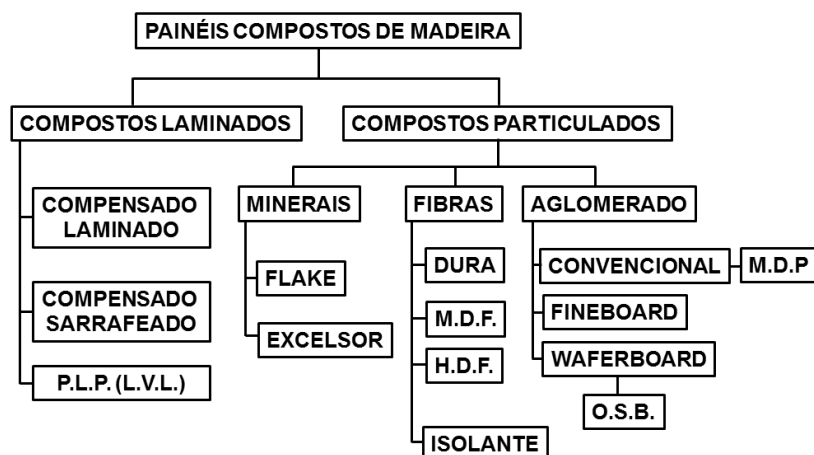 PAINÉIS COMPOSTOS DE MADEIRA
COMPOSTOS LAMINADOS
COMPOSTOS PARTICULADOS
COMPENSADO
LAMINADO
COMPENSADO
SARRAFEADO
P.L.P. (L.V.L.)
MINERAIS
FLAKE
EXCELSOR
FIBRAS
DURA
M.D.F.
H.D.F.
ISOLANTE
AGLOMERADO
CONVENCIONAL
M.D.P
FINEBOARD
WAFERBOARD
O.S.B.